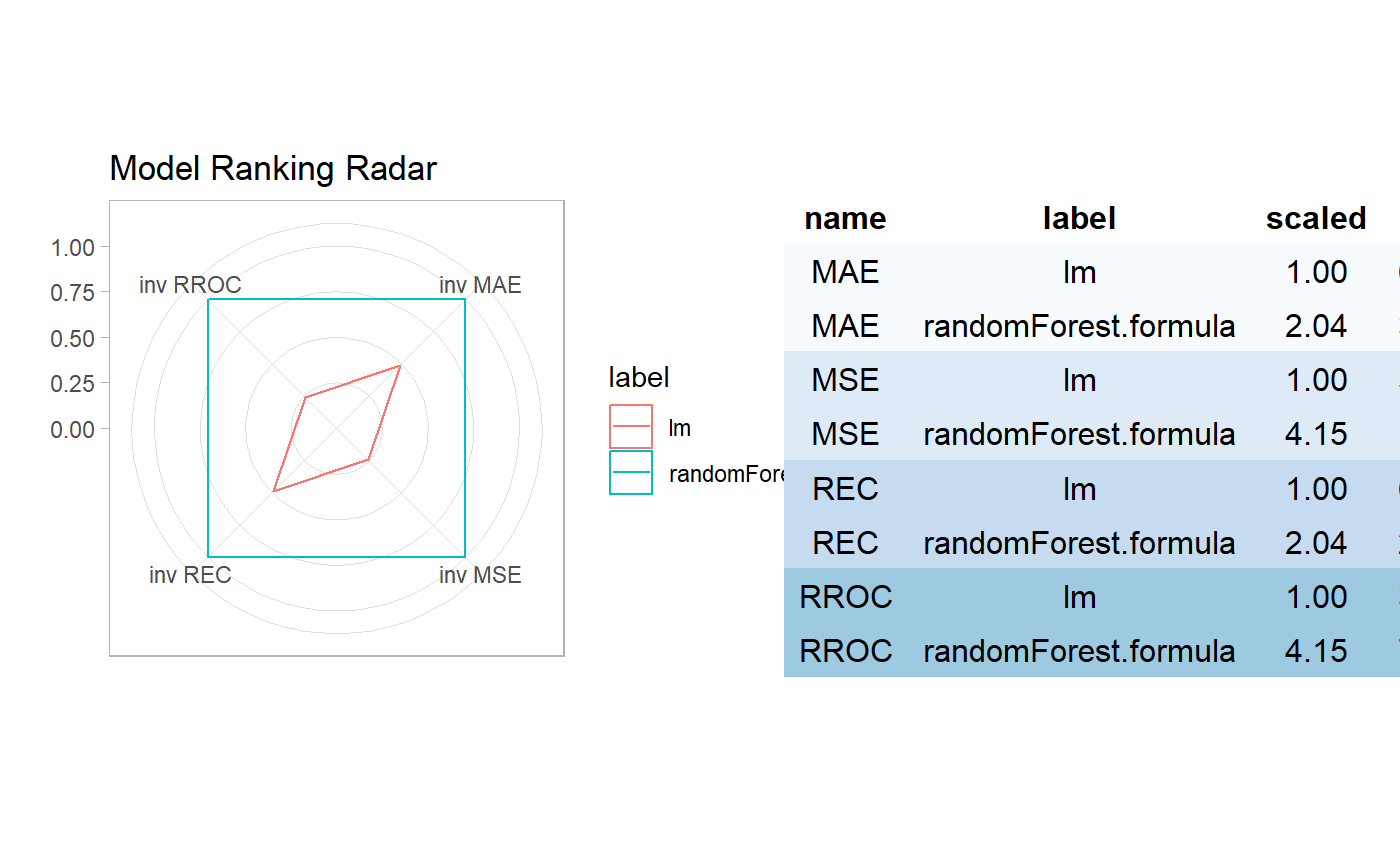 Model Ranking Radar
1.00
0.75
0.50
0.25
0.00
inv RROC
inv MAE
inv REC
inv MSE
label
lm
name label scaled
MAE lm 1.00
MAE randomForest.formula 2.04
MSE lm 1.00
MSE randomForest.formula 4.15
REC lm 1.00
REC randomForest.formula 2.04
RROC lm 1.00
RROC randomForest.formula 4.15